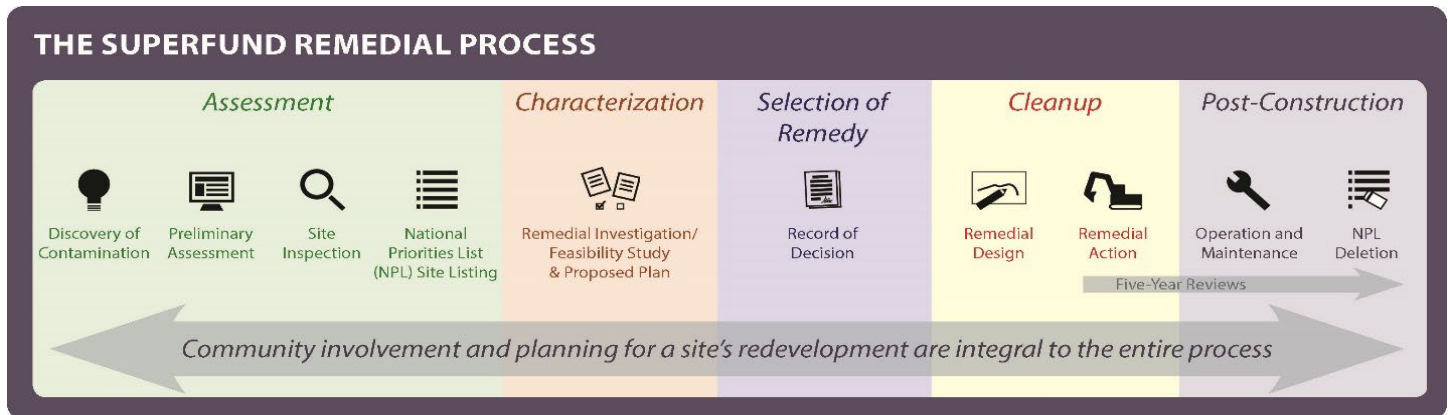 THE SUPERFUND REMEDIAL PROCESS
Assessment
Characterization
Selection of
Remedy
Cleanup
Post-Construction
Discovery of
Contamination
Preliminary
Assessment
Site
Inspection
National
Priorities List
(NPL) Site Listing
Remedial Investigation/
Feasibility Study
& Proposed Plan
Record of
Decision
Remedial
Design
Remedial
Action
Operation and
Maintenance
NPL
Deletion
Five-Year Reviews
Community involvement and planning for a site's redevelopment are integral to the entire process